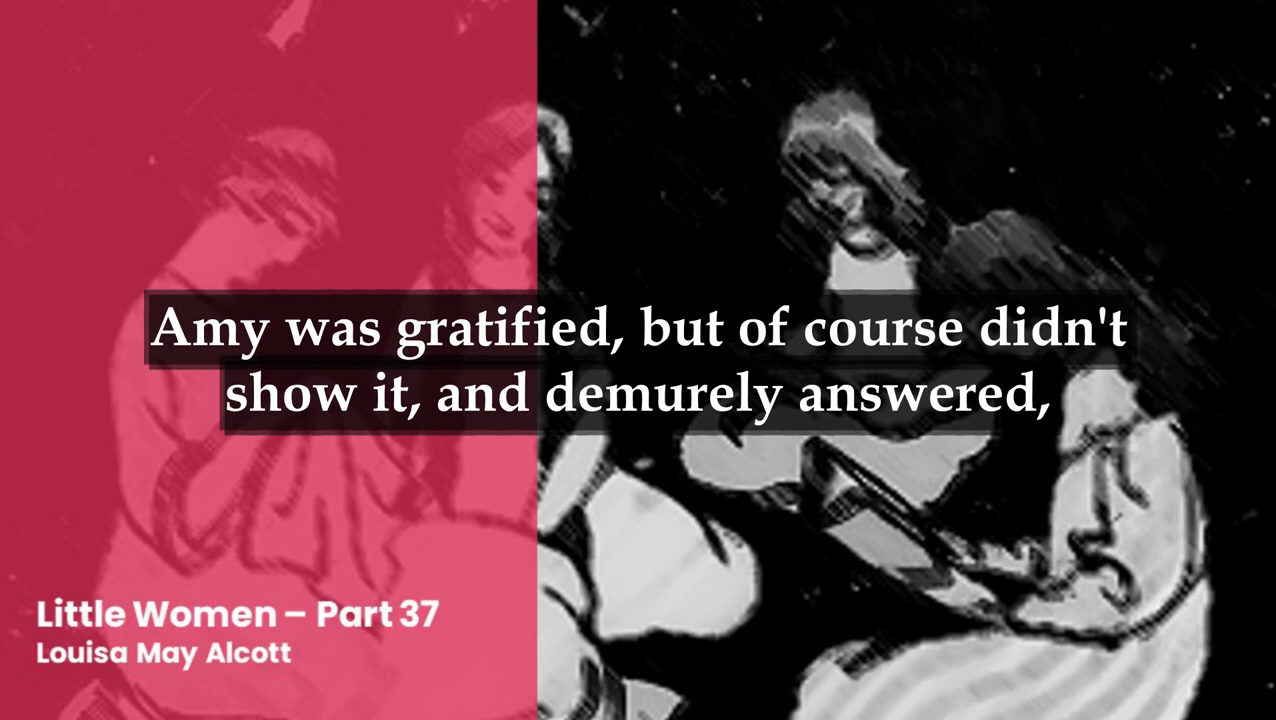 Amy was gratified, but of course didn't
show it, and demurely answered,
Little Women – Part 37
Louisa May Alcott